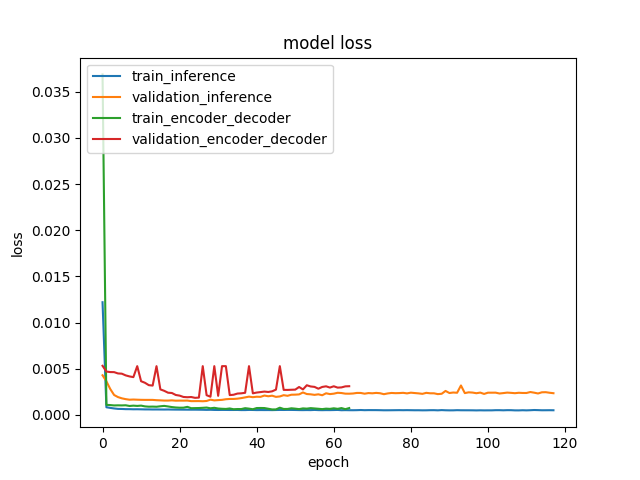 model loss
train_inference
validation_inference
train_encoder_decoder
validation_encoder_decoder
loss
0.035
0.030
0.025
0.020
0.015
0.010
0.005
0.000
0 20 40 60 80 100 120
epoch